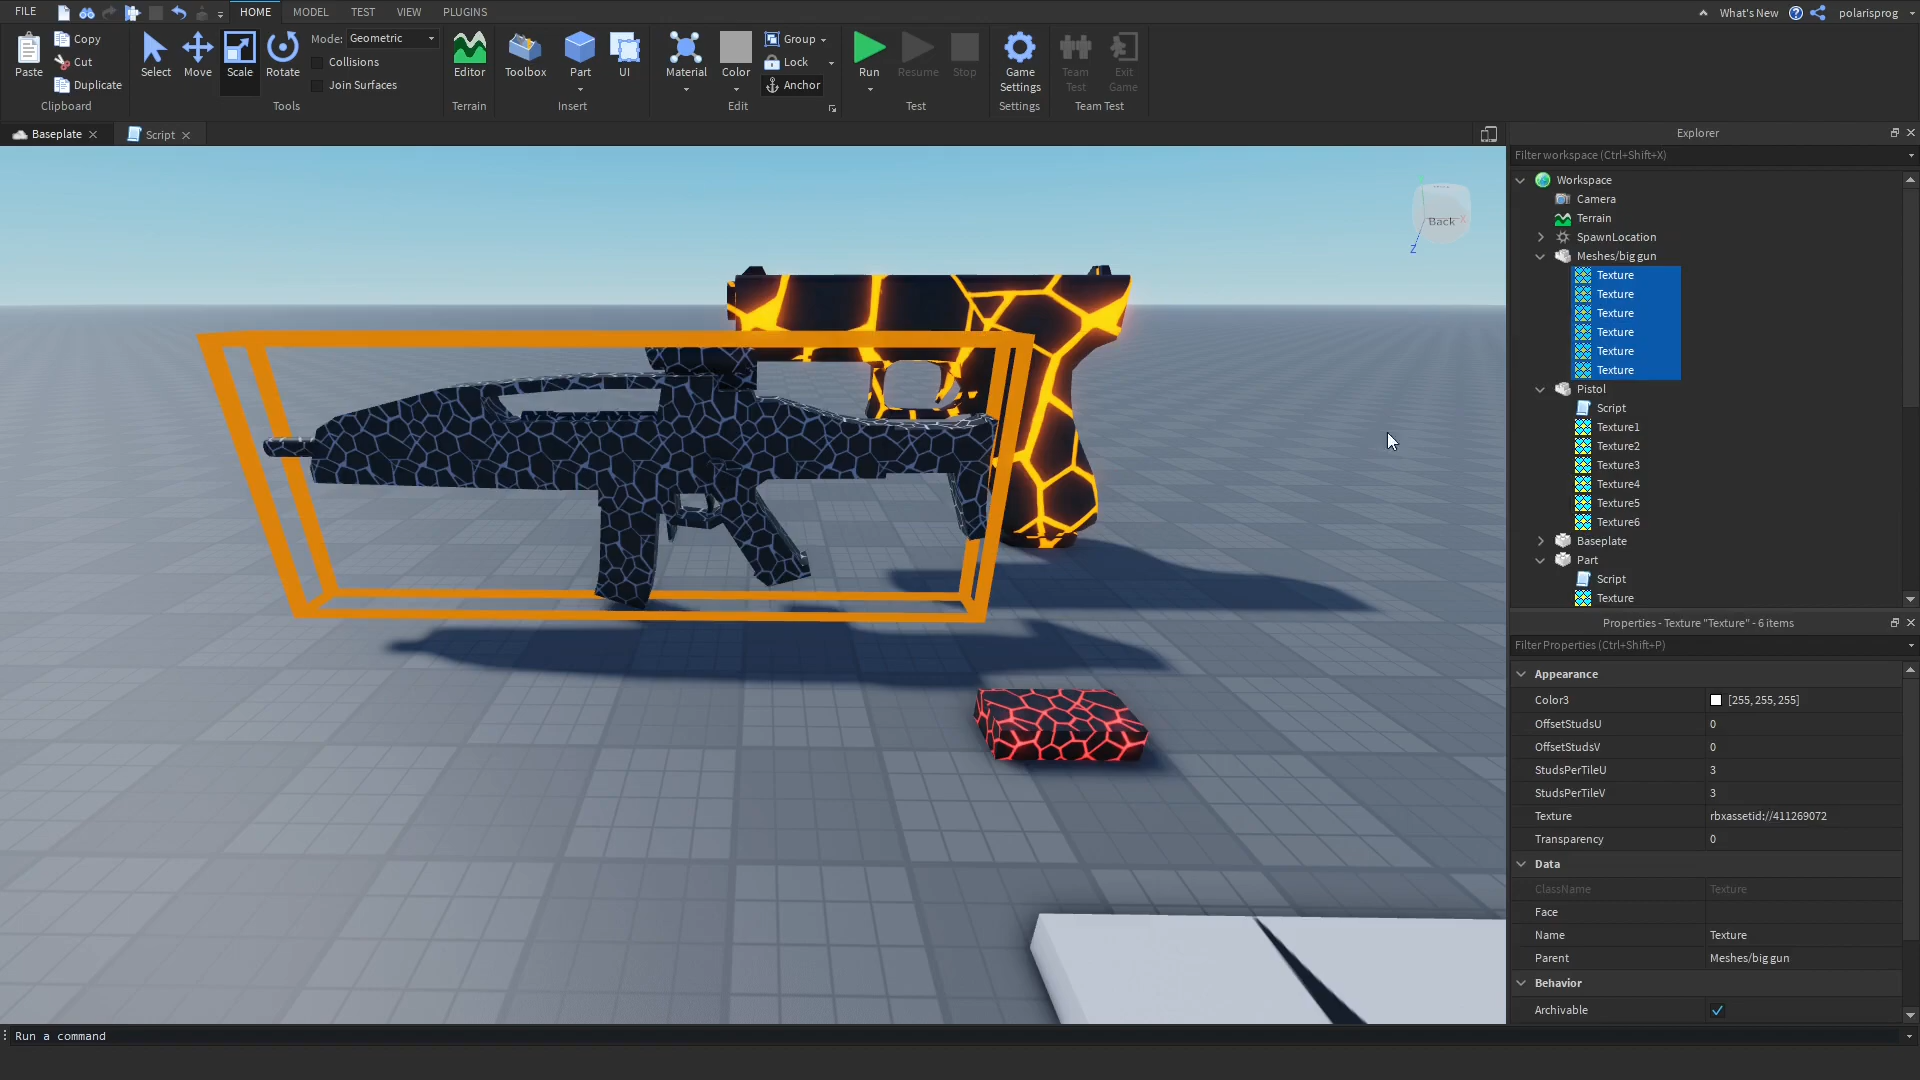 FILE HOME MODEL TEST VIEW PLUGINS
What's New polarisprog
Paste
Copy
Cut
Duplicate
Clipboard
Select
Move
Scale
Rotate
Mode: Geometric
Collisions
Join Surfaces
Tools
Editor
Terrain
Toolbox
Part
UI
Insert
Material
Color
Group
Lock
Anchor
Edit
Run
Resume
Stop
Test
Game
Settings
Settings
Team
Test
Exit
Game
Team Test
Baseplate
Script
Back
X
Z
Explorer
Filter workspace (Ctrl+Shift+X)
Workspace
Camera
Terrain
SpawnLocation
Meshes/big gun
Texture
Texture
Texture
Texture
Texture
Texture
Pistol
Script
Texture1
Texture2
Texture3
Texture4
Texture5
Texture6
Baseplate
Part
Script
Texture
Properties - Texture "Texture" - 6 items
Filter Properties (Ctrl+Shift+P)
Appearance
Color3 [255, 255, 255]
OffsetStudsU 0
OffsetStudsV 0
StudsPerTileU 3
StudsPerTileV 3
Texture rbxassetid://411269072
Transparency 0
Data
ClassName Texture
Face
Name Texture
Parent Meshes/big gun
Behavior
Archivable
Run a command